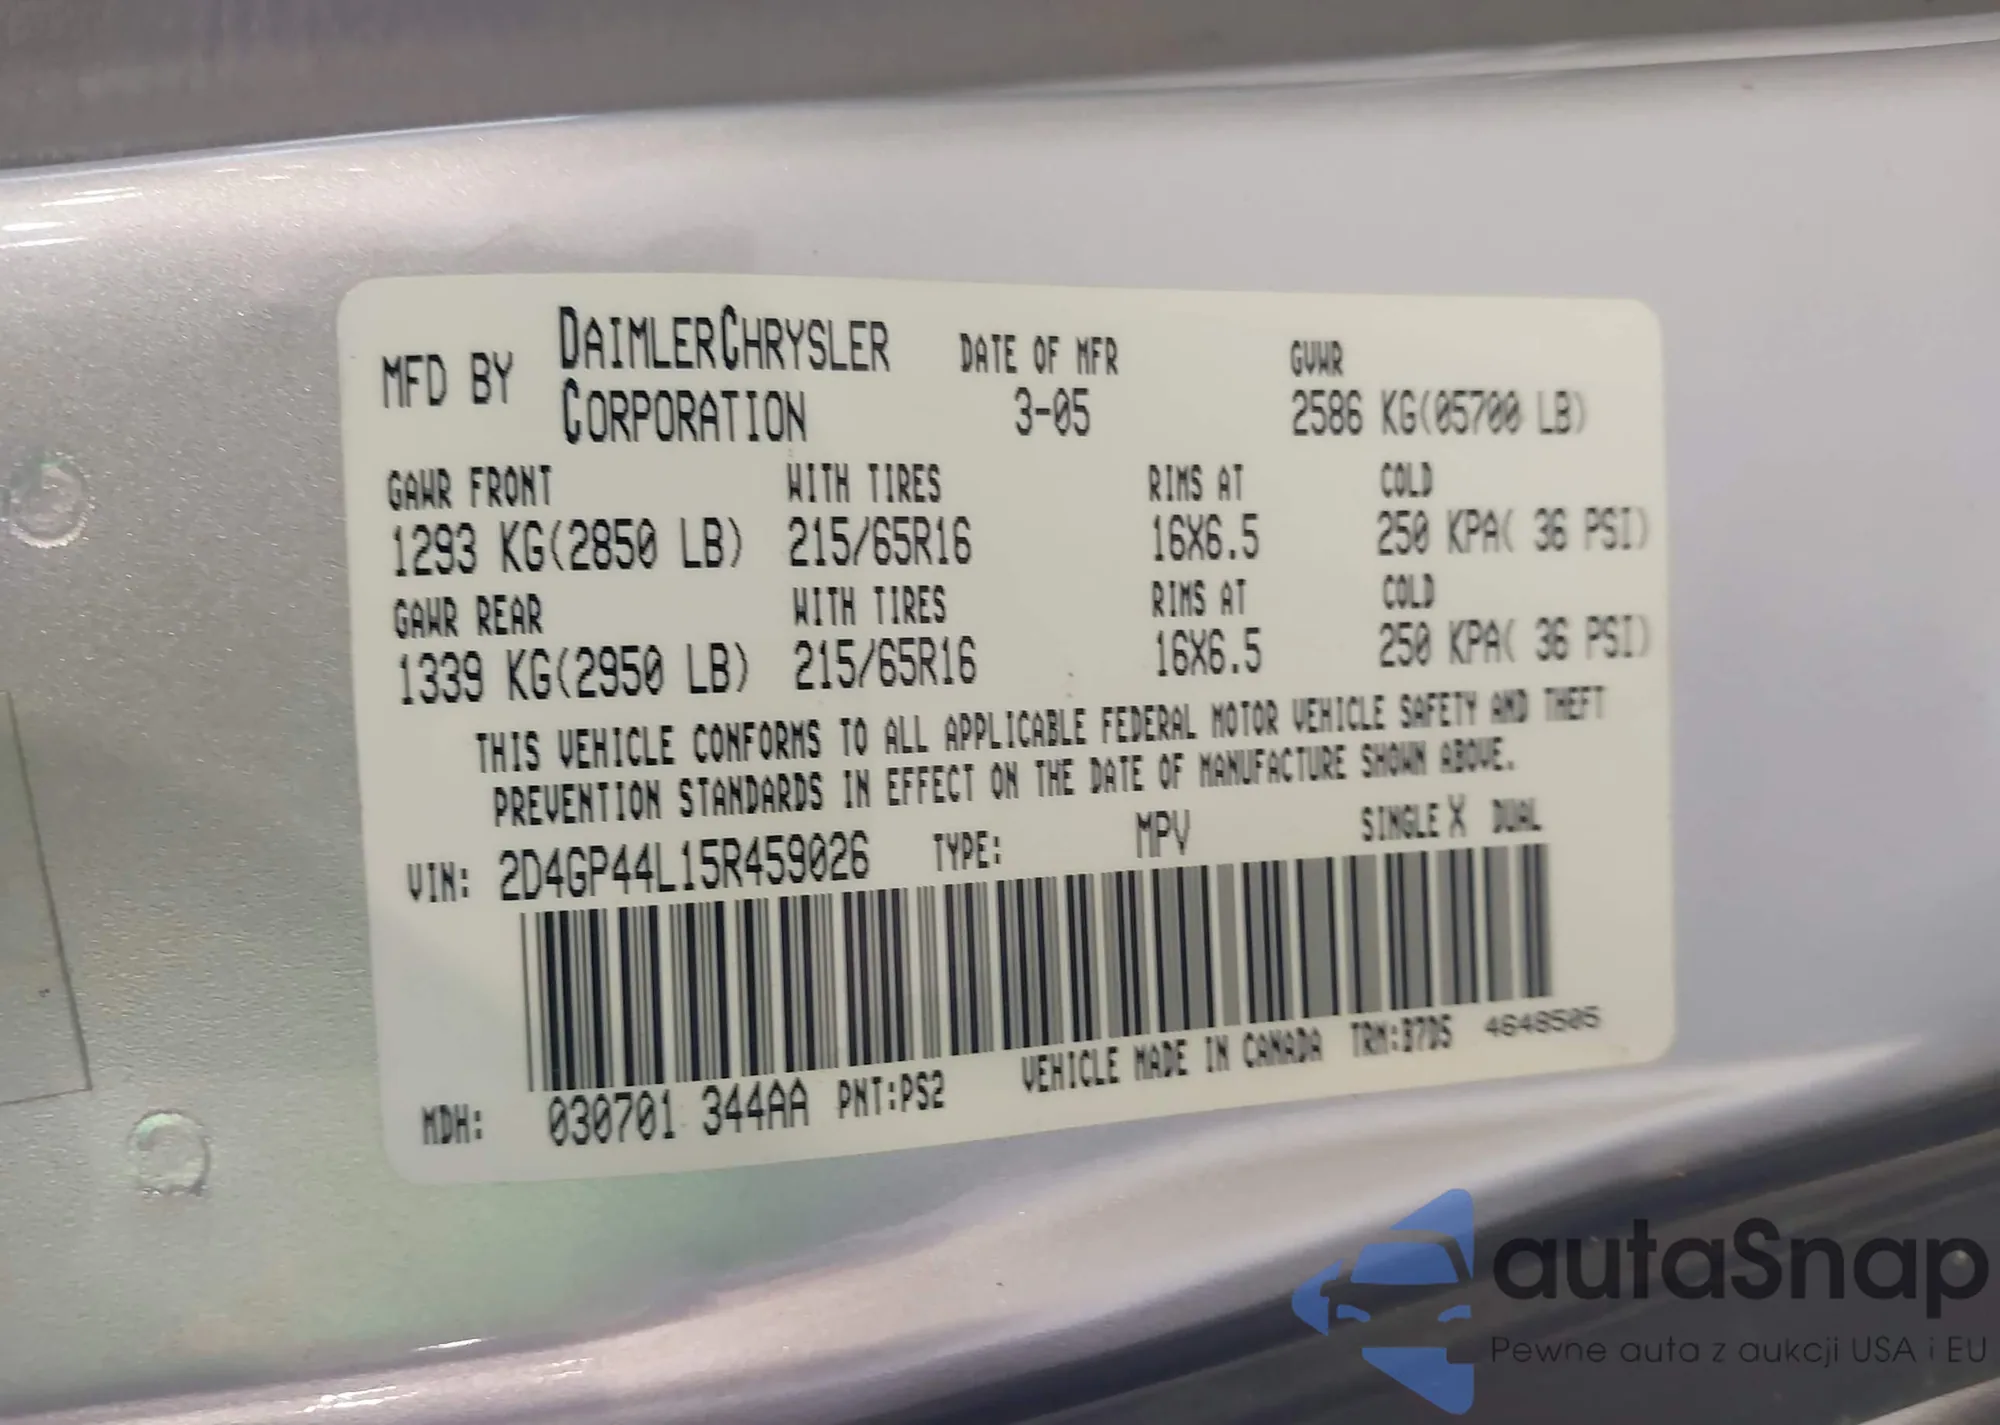 MFD BY DAIMLERCHRYSLER CORPORATION DATE OF MFR 3-05 GVWR 2586 KG(05700 LB)
GAWR FRONT WITH TIRES RIMS AT COLD
1293 KG(2850 LB) 215/65R16 16X6.5 250 KPA( 36 PSI)
GAWR REAR WITH TIRES RIMS AT COLD
1339 KG(2950 LB) 215/65R16 16X6.5 250 KPA( 36 PSI)
THIS VEHICLE CONFORMS TO ALL APPLICABLE FEDERAL MOTOR VEHICLE SAFETY AND THEFT
PREVENTION STANDARDS IN EFFECT ON THE DATE OF MANUFACTURE SHOWN ABOVE.
VIN: 2D4GP44L15R459026 TYPE: MPV SINGLE X DUAL
MDH: 030701 344AA PNT:PS2 VEHICLE MADE IN CANADA TRM:B7D5 4648505
autaSnap
Pewne auta z aukcji USA i EU